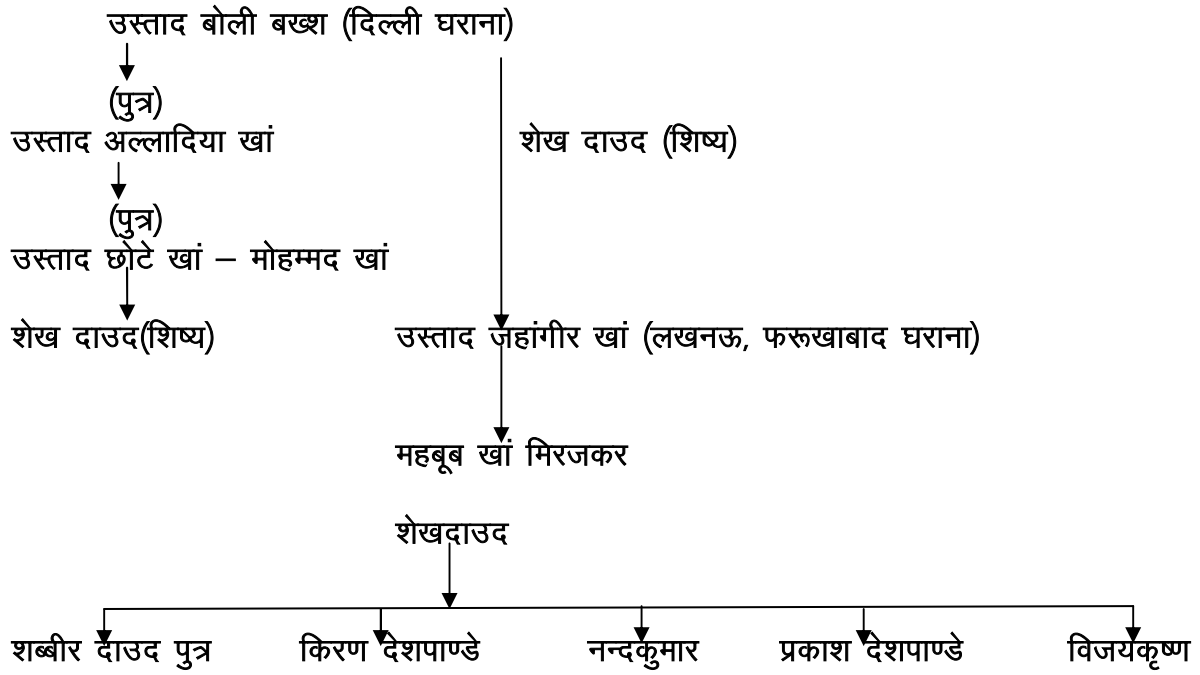 उस्ताद बोली बख्श (दिल्ली घराना)
(पुत्र)
उस्ताद अल्लादिया खां
शेख दाउद (शिष्य)
(पुत्र)
उस्ताद छोटे खां – मोहम्मद खां
शेख दाउद(शिष्य)
उस्ताद जहांगीर खां (लखनऊ, फरूखाबाद घराना)
महबूब खां मिरजकर
शेखदाउद
शब्बीर दाउद पुत्र
किरण देशपाण्डे
नन्दकुमार
प्रकाश देशपाण्डे
विजयकृष्ण